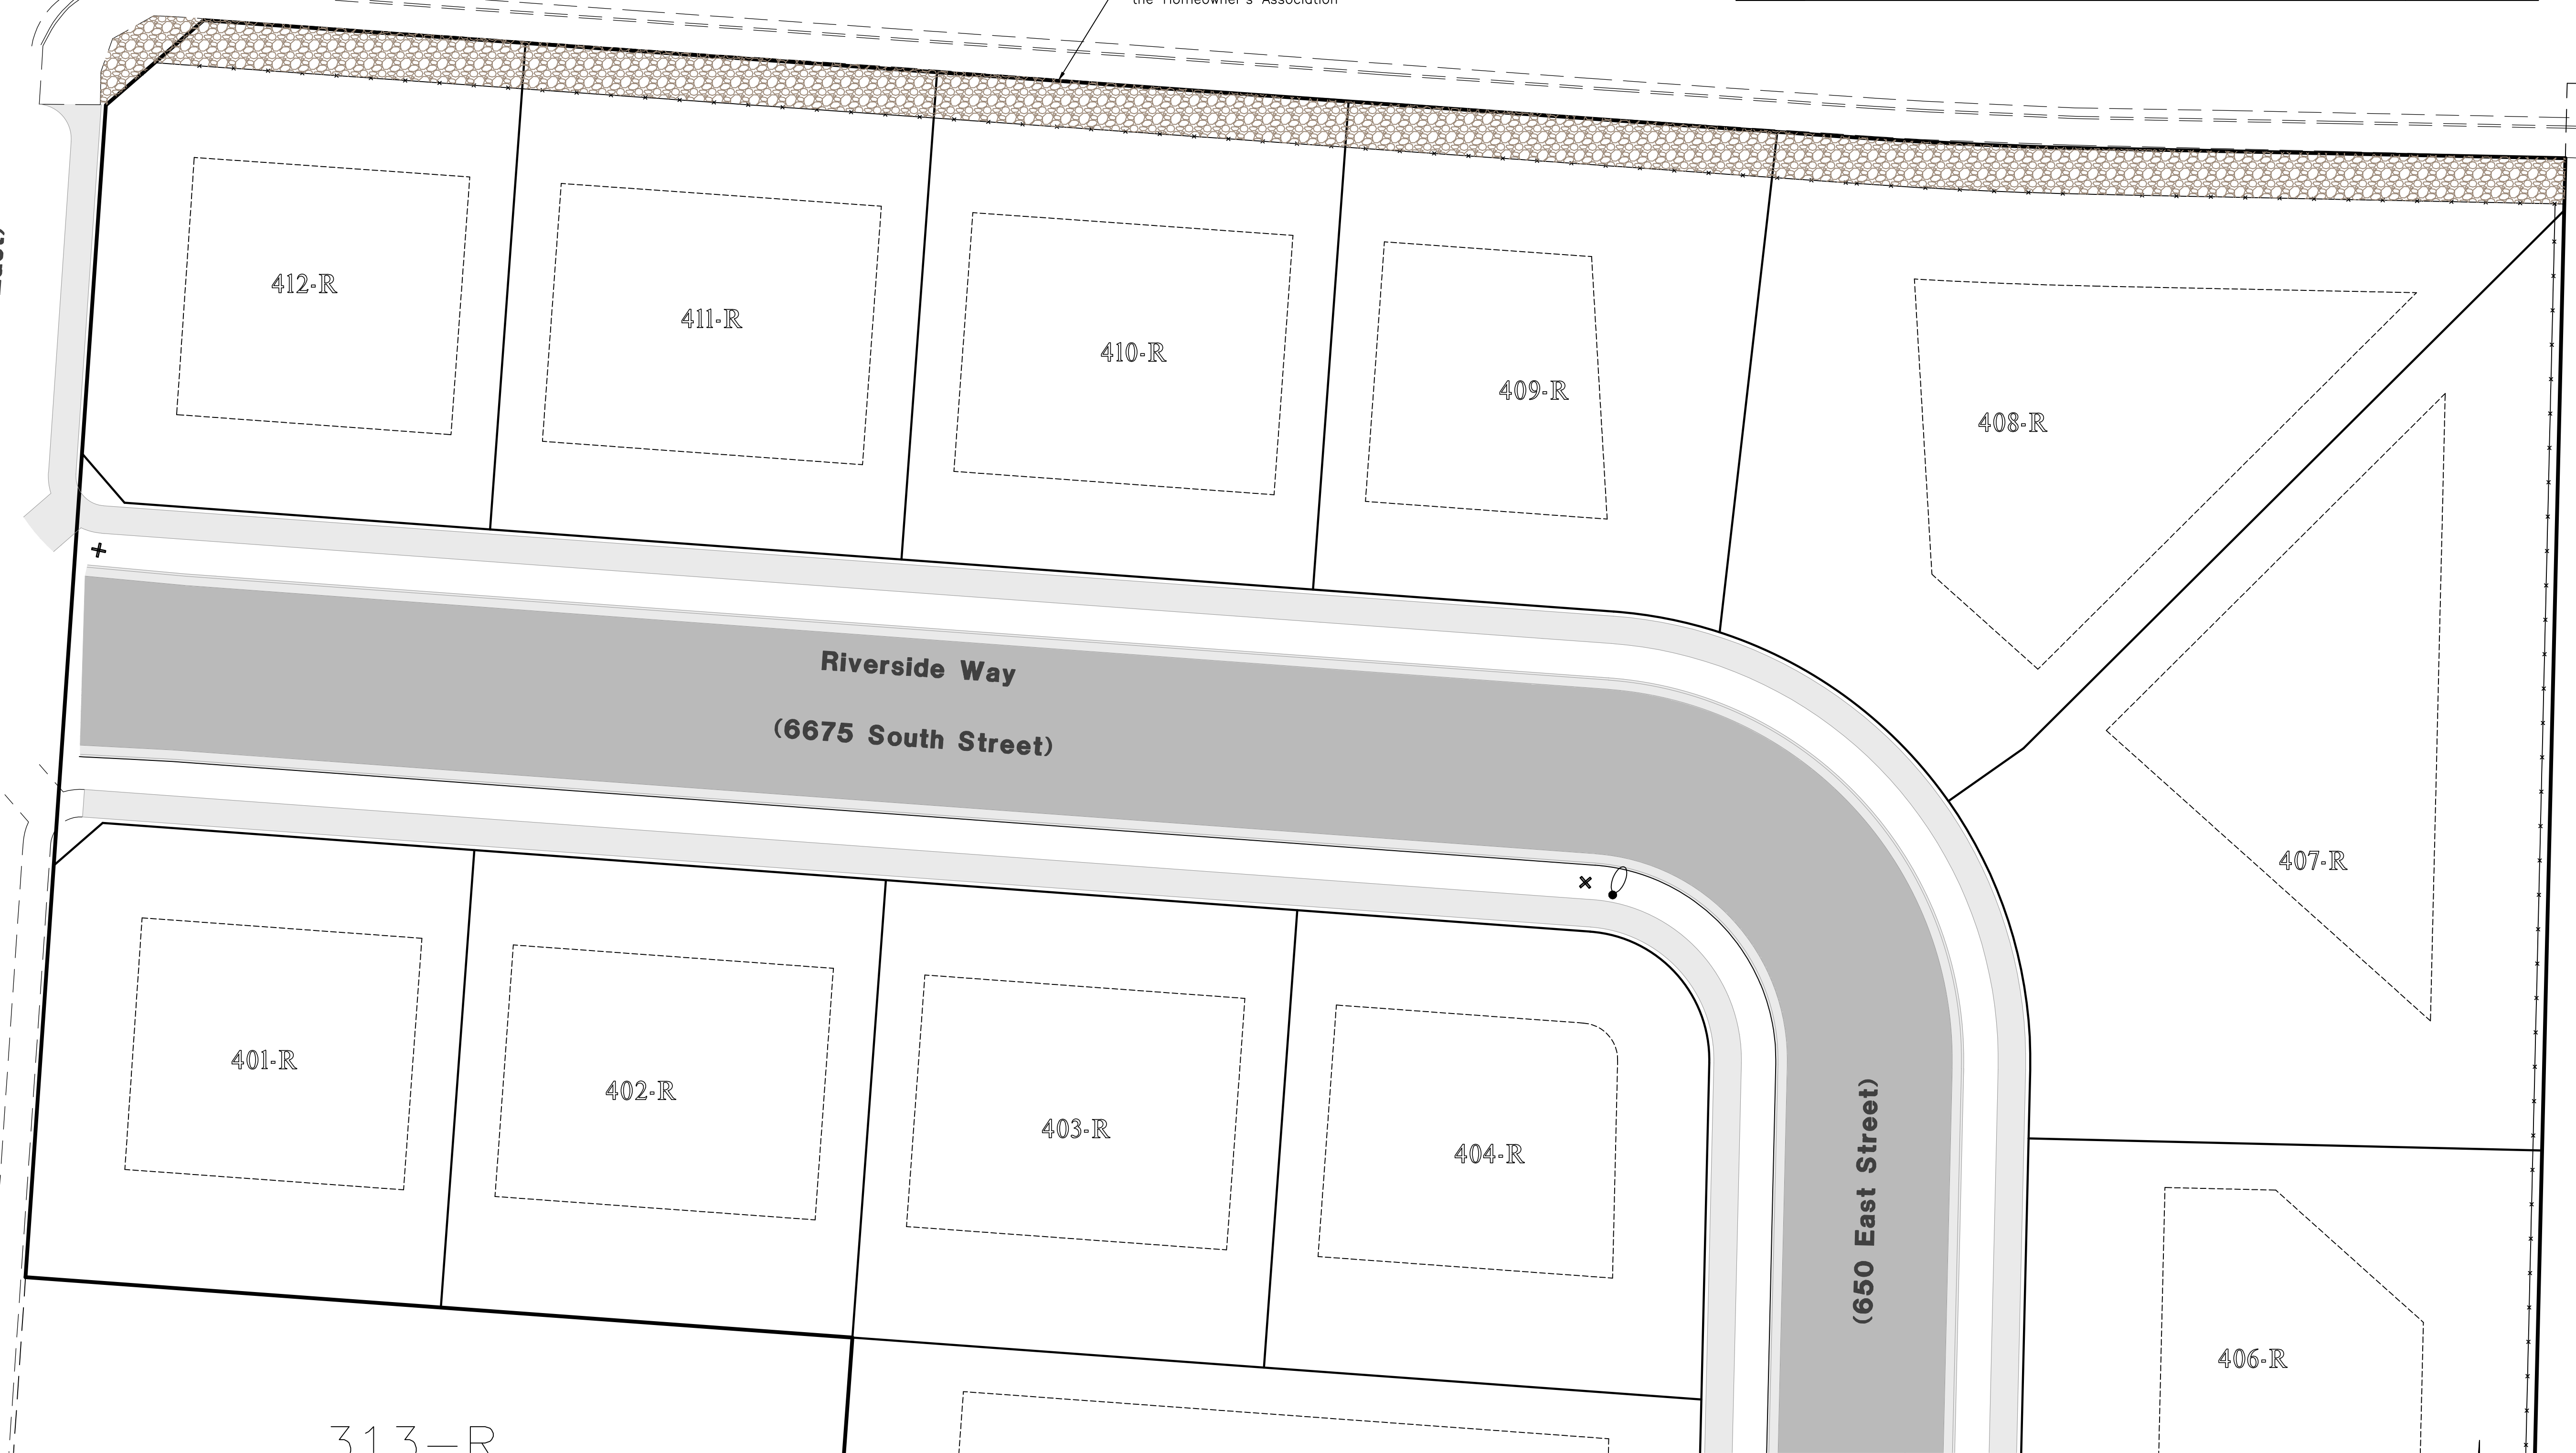 the Homeowner's Association
412-R
411-R
410-R
409-R
408-R
Riverside Way
(6675 South Street)
407-R
401-R
402-R
403-R
404-R
(650 East Street)
406-R
313-R